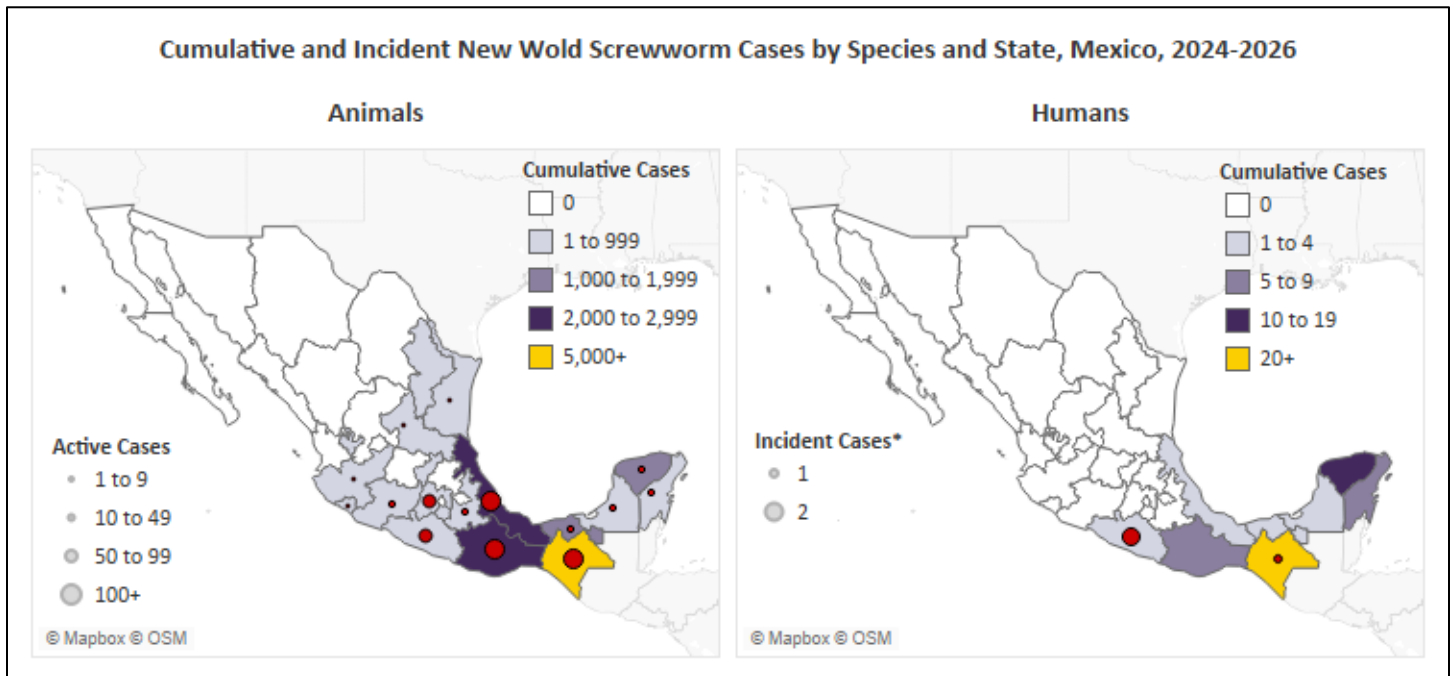 Cumulative and Incident New Wold Screwworm Cases by Species and State, Mexico, 2024-2026
Animals
Cumulative Cases
0
1 to 999
1,000 to 1,999
2,000 to 2,999
5,000+
Active Cases
1 to 9
10 to 49
50 to 99
100+
© Mapbox © OSM
Humans
Cumulative Cases
0
1 to 4
5 to 9
10 to 19
20+
Incident Cases*
1
2
© Mapbox © OSM